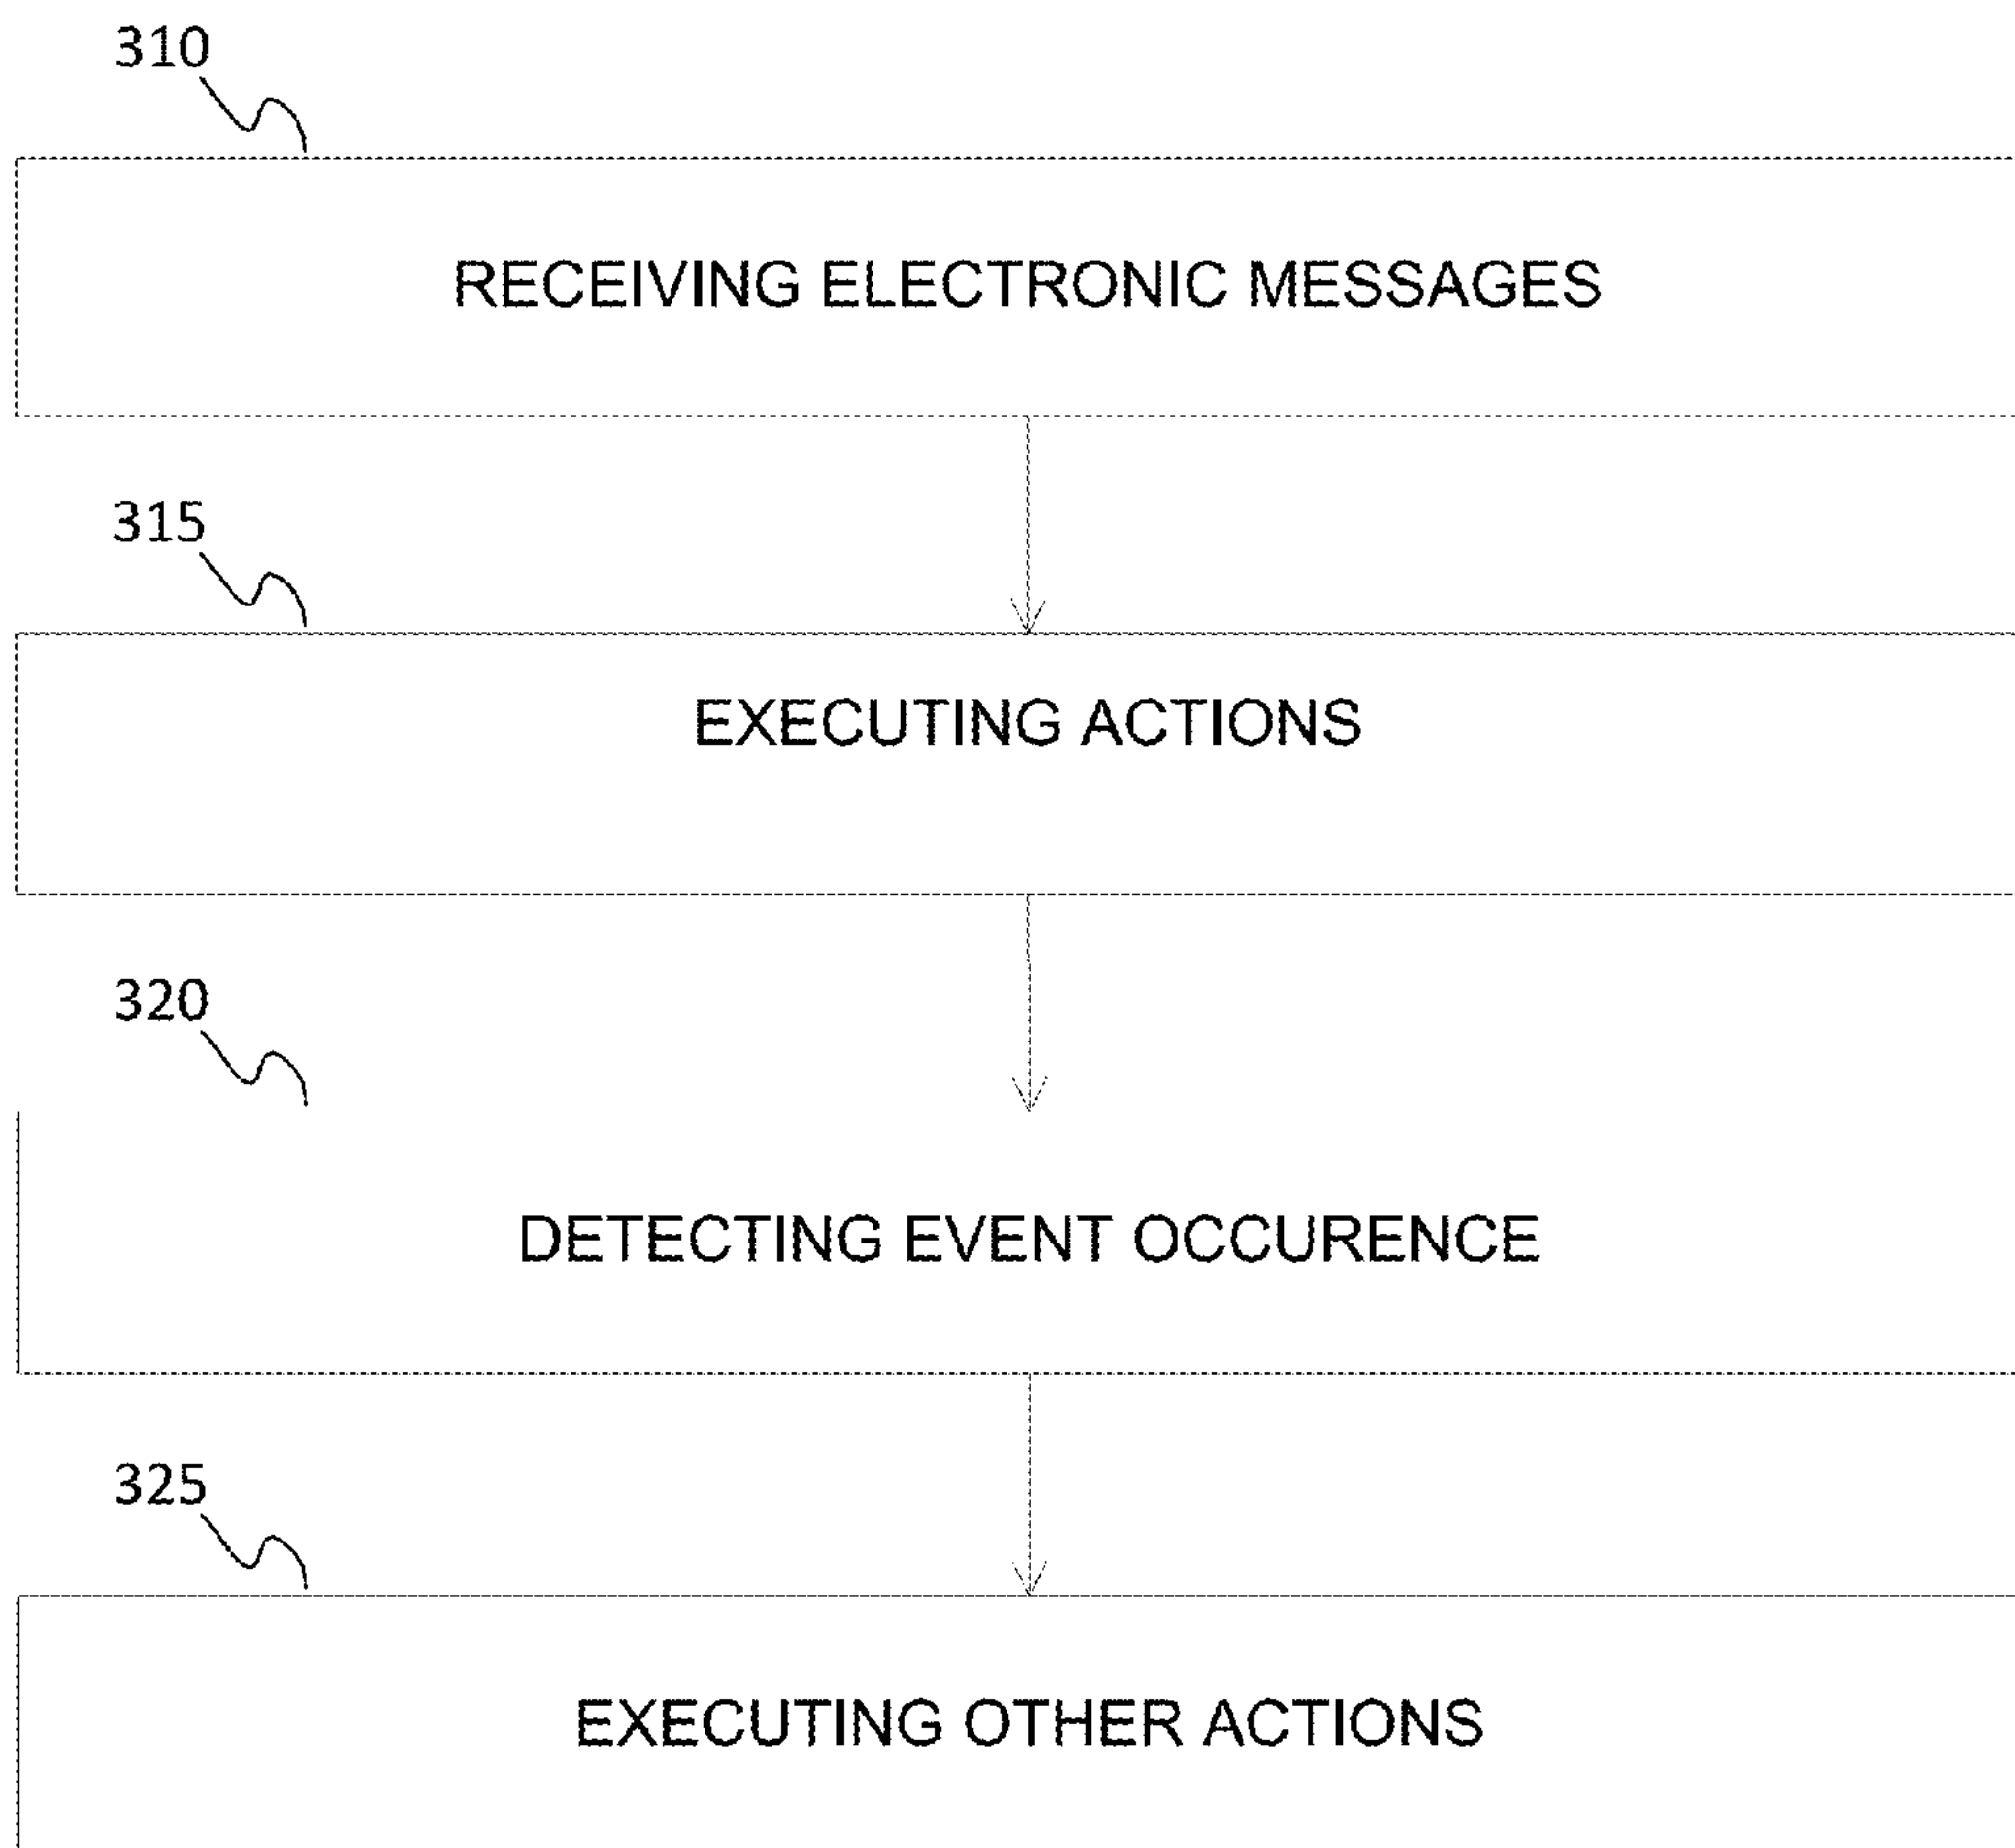 310
RECEIVING ELECTRONIC MESSAGES
315
EXECUTING ACTIONS
320
DETECTING EVENT OCCURENCE
325
EXECUTING OTHER ACTIONS